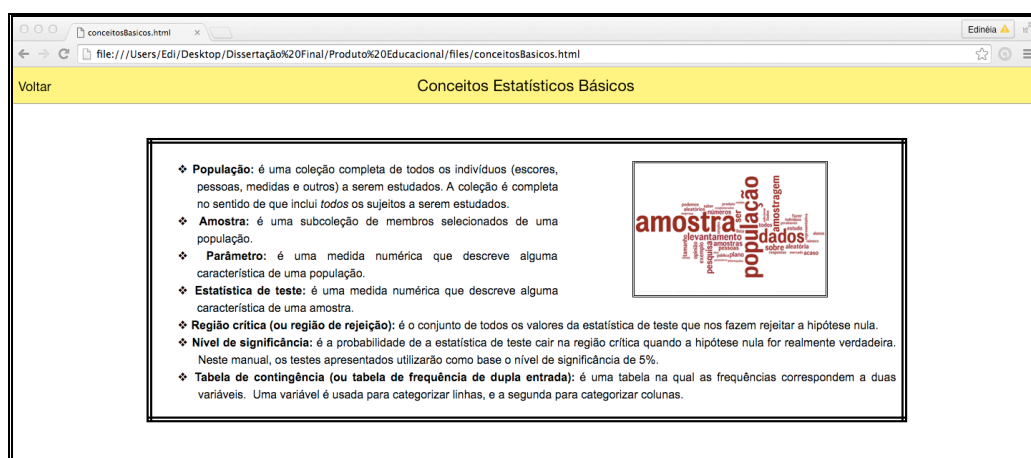 conceitosBasicos.html
Edinéia
file:///Users/Edi/Desktop/Dissertação%20Final/Produto%20Educacional/files/conceitosBasicos.html
Voltar
Conceitos Estatísticos Básicos
❖ População: é uma coleção completa de todos os indivíduos (escores,
pessoas, medidas e outros) a serem estudados. A coleção é completa
no sentido de que inclui todos os sujeitos a serem estudados.
❖ Amostra: é uma subcoleção de membros selecionados de uma
população.
❖ Parâmetro: é uma medida numérica que descreve alguma
característica de uma população.
❖ Estatística de teste: é uma medida numérica que descreve alguma
característica de uma amostra.
amostra
população
dados
amostragem
levantamento
pesquisa
números
ser
sobre
aleatória
amostras
pessoas
plano
estudo
acaso
todos
❖ Região crítica (ou região de rejeição): é o conjunto de todos os valores da estatística de teste que nos fazem rejeitar a hipótese nula.
❖ Nível de significância: é a probabilidade de a estatística de teste cair na região crítica quando a hipótese nula for realmente verdadeira.
Neste manual, os testes apresentados utilizarão como base o nível de significância de 5%.
❖ Tabela de contingência (ou tabela de frequência de dupla entrada): é uma tabela na qual as frequências correspondem a duas
variáveis. Uma variável é usada para categorizar linhas, e a segunda para categorizar colunas.